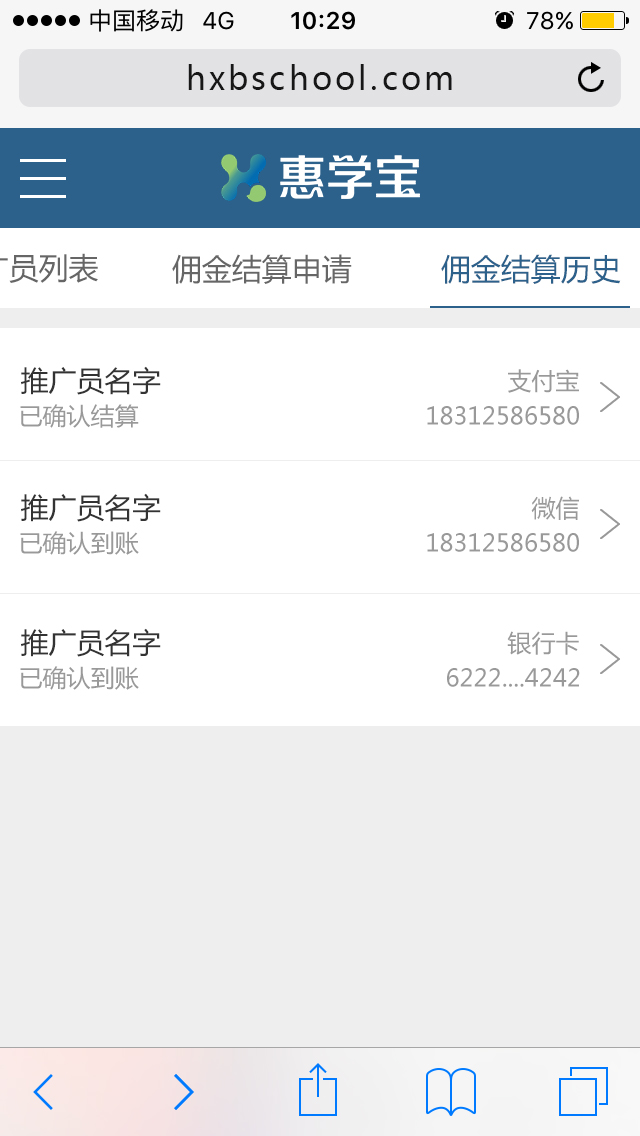 中国移动 4G 10:29 78%
hxbschool.com
惠学宝
员列表 佣金结算申请 佣金结算历史
推广员名字 支付宝
已确认结算 18312586580
推广员名字 微信
已确认到账 18312586580
推广员名字 银行卡
已确认到账 6222....4242